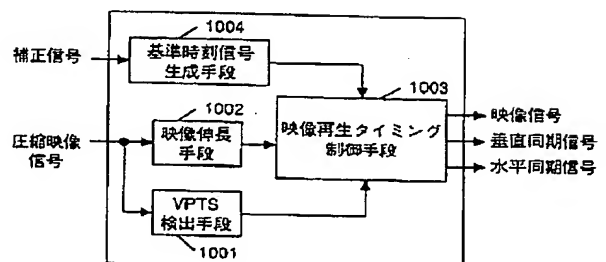 1004
補正信号
基準時刻信号
生成手段
1003
1002
圧縮映像
信号
映像伸長
手段
映像再生タイミング
制御手段
映像信号
垂直同期信号
水平同期信号
VPTS
検出手段
1001